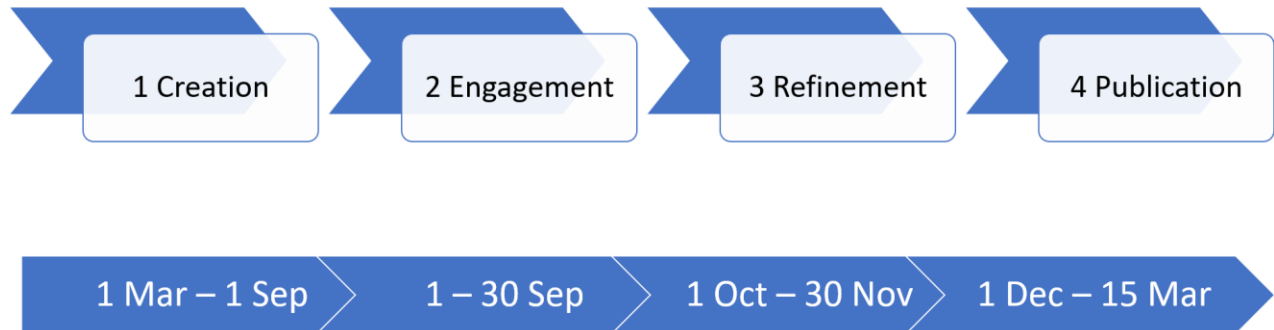 1 Creation
2 Engagement
3 Refinement
4 Publication
1 Mar – 1 Sep
1 – 30 Sep
1 Oct – 30 Nov
1 Dec – 15 Mar